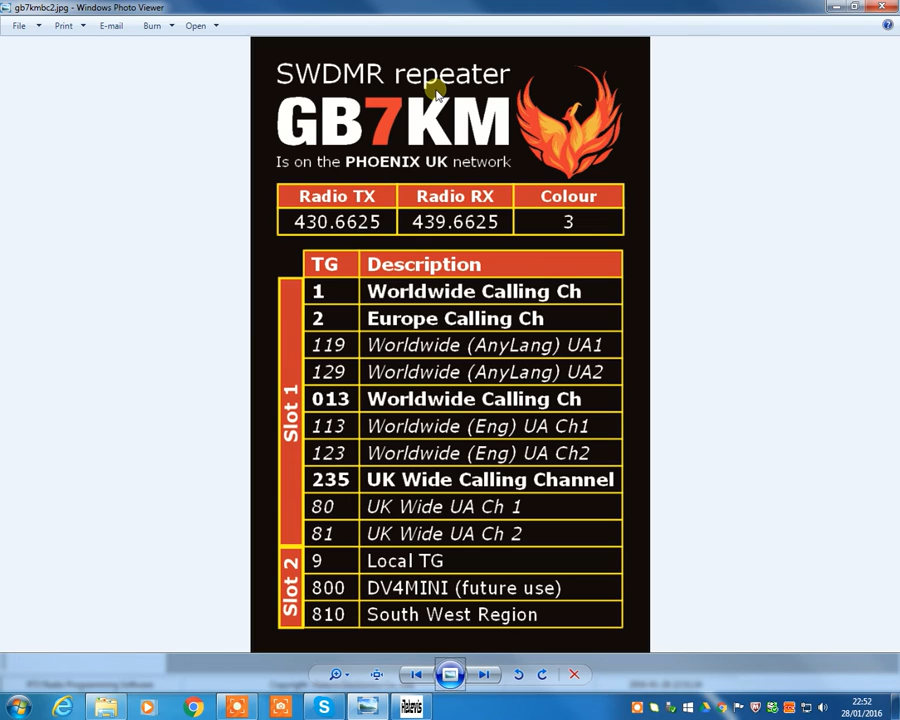 gb7kmbc2.jpg - Windows Photo Viewer
File Print E-mail Burn Open
SWDMR repeater
GB7KM
Is on the PHOENIX UK network
Radio TX Radio RX Colour
430.6625 439.6625 3
TG Description
Slot 1
1 Worldwide Calling Ch
2 Europe Calling Ch
119 Worldwide (AnyLang) UA1
129 Worldwide (AnyLang) UA2
013 Worldwide Calling Ch
113 Worldwide (Eng) UA Ch1
123 Worldwide (Eng) UA Ch2
235 UK Wide Calling Channel
80 UK Wide UA Ch 1
81 UK Wide UA Ch 2
Slot 2
9 Local TG
800 DV4MINI (future use)
810 South West Region
22:52
28/01/2016